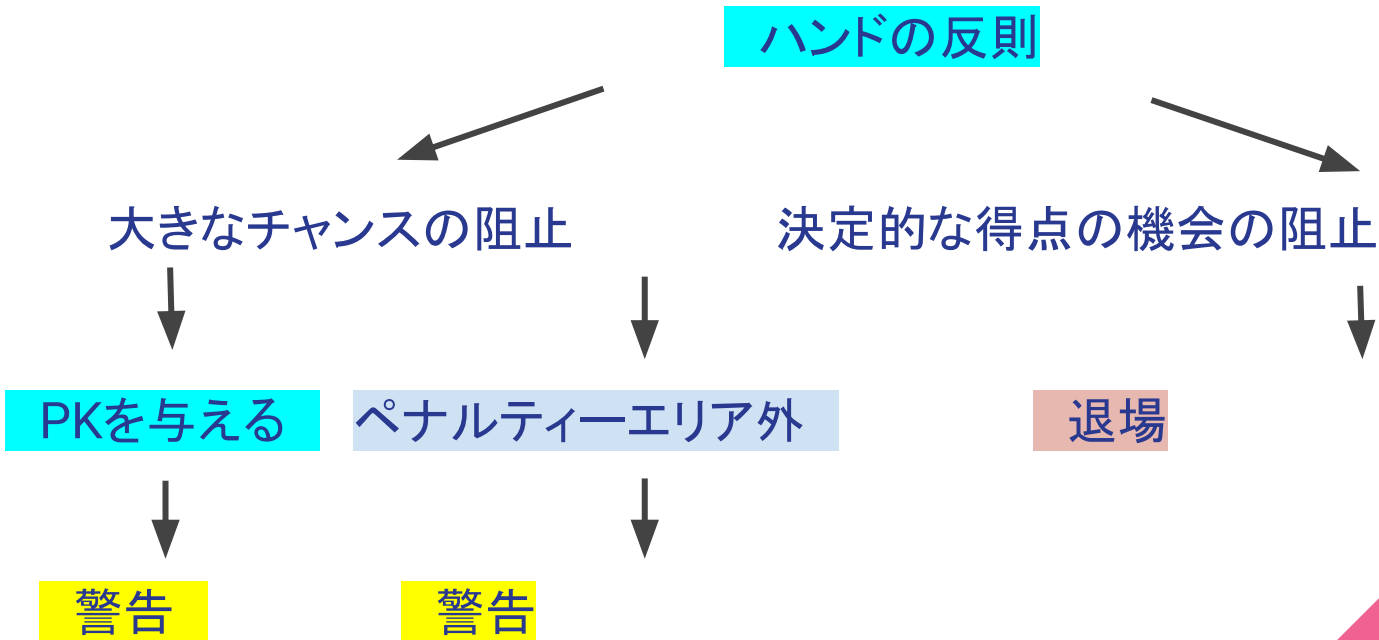 ハンドの反則
大きなチャンスの阻止
決定的な得点の機会の阻止
PKを与える
ペナルティーエリア外
退場
警告
警告